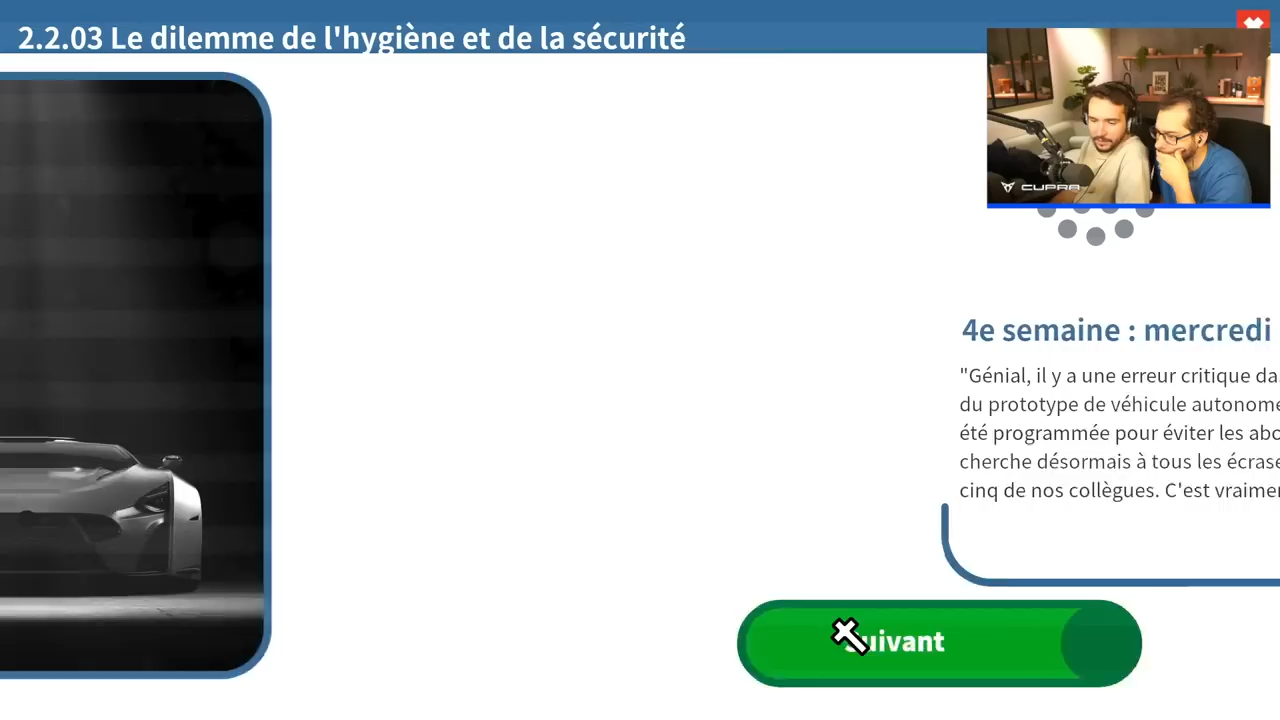 2.2.03 Le dilemme de l'hygiène et de la sécurité
CUPRA
4e semaine : mercredi
"Génial, il y a une erreur critique da
du prototype de véhicule autonome
été programmée pour éviter les abo
cherche désormais à tous les écrase
cinq de nos collègues. C'est vraimen
Suivant